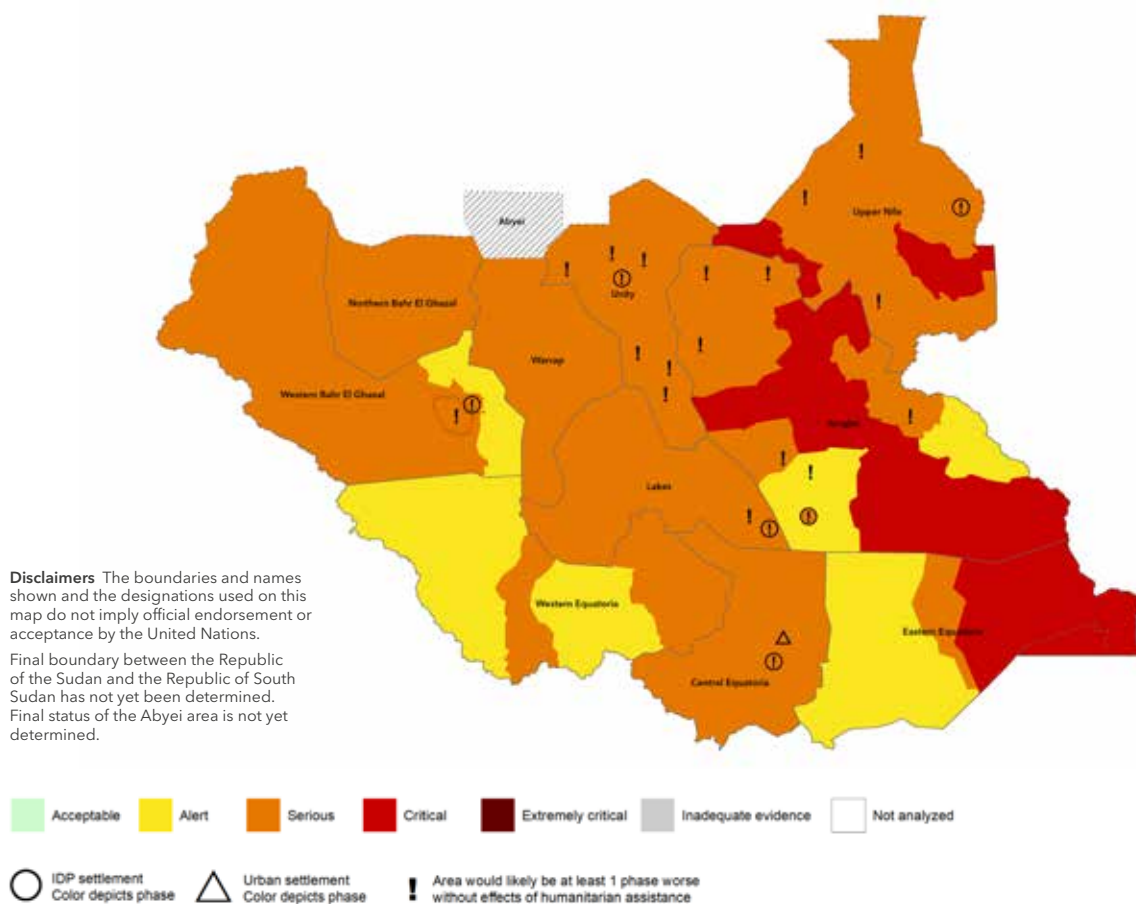 Abyei
Upper Nile
Unity
Northern Bahr El Ghazal
Warrap
Western Bahr El Ghazal
Jonglei
Lakes
Western Equatoria
Eastern Equatoria
Central Equatoria
Disclaimers The boundaries and names
shown and the designations used on this
map do not imply official endorsement or
acceptance by the United Nations.
Final boundary between the Republic
of the Sudan and the Republic of South
Sudan has not yet been determined.
Final status of the Abyei area is not yet
determined.
Acceptable Alert Serious Critical Extremely critical Inadequate evidence Not analyzed
IDP settlement
Color depicts phase
Urban settlement
Color depicts phase
! Area would likely be at least 1 phase worse
without effects of humanitarian assistance